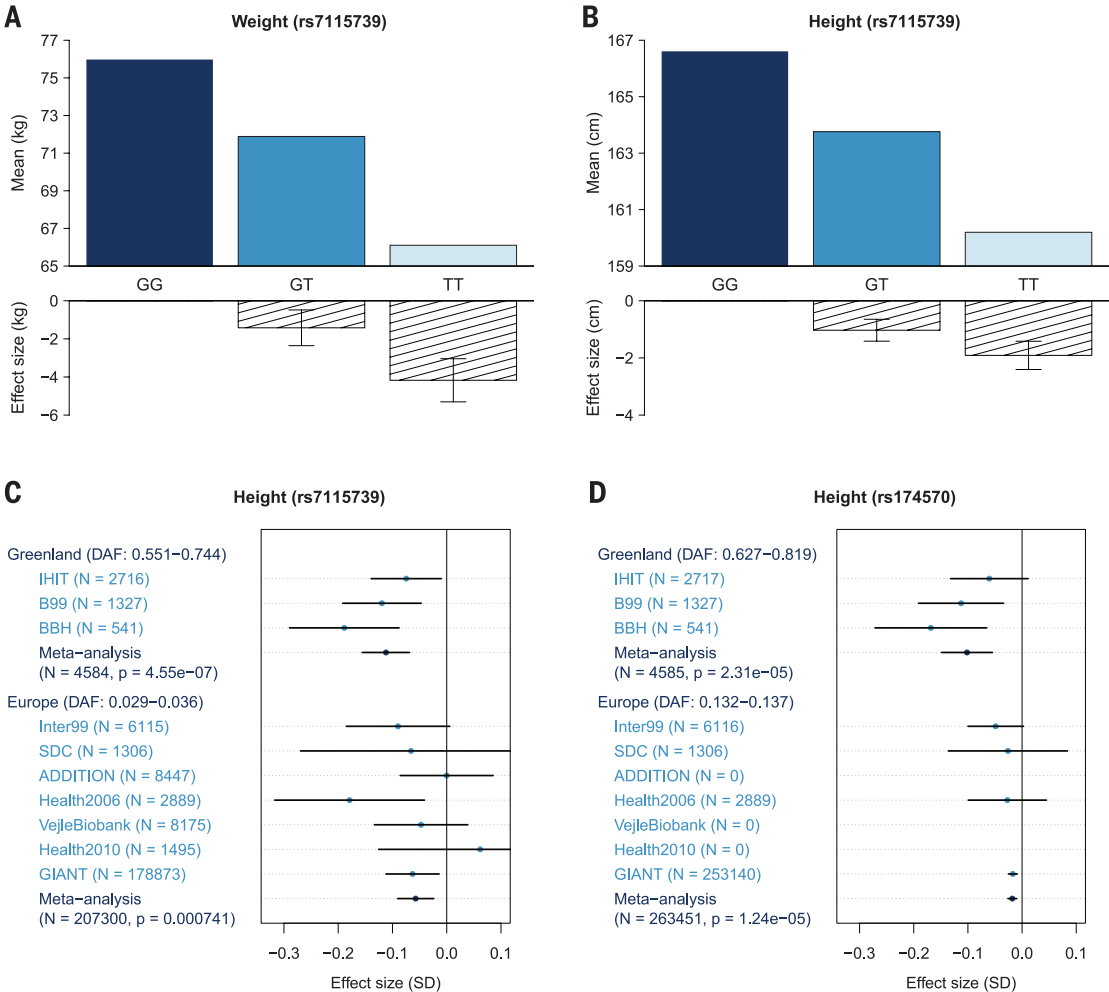 A
Weight (rs7115739)
Mean (kg)
77
75
73
71
69
67
65
GG
GT
TT
Effect size (kg)
0
−2
−4
−6
B
Height (rs7115739)
Mean (cm)
167
165
163
161
159
GG
GT
TT
Effect size (cm)
0
−2
−4
C
Height (rs7115739)
Greenland (DAF: 0.551−0.744)
IHIT (N = 2716)
B99 (N = 1327)
BBH (N = 541)
Meta−analysis
(N = 4584, p = 4.55e−07)
Europe (DAF: 0.029−0.036)
Inter99 (N = 6115)
SDC (N = 1306)
ADDITION (N = 8447)
Health2006 (N = 2889)
VejleBiobank (N = 8175)
Health2010 (N = 1495)
GIANT (N = 178873)
Meta−analysis
(N = 207300, p = 0.000741)
−0.3 −0.2 −0.1 0.0 0.1
Effect size (SD)
D
Height (rs174570)
Greenland (DAF: 0.627−0.819)
IHIT (N = 2717)
B99 (N = 1327)
BBH (N = 541)
Meta−analysis
(N = 4585, p = 2.31e−05)
Europe (DAF: 0.132−0.137)
Inter99 (N = 6116)
SDC (N = 1306)
ADDITION (N = 0)
Health2006 (N = 2889)
VejleBiobank (N = 0)
Health2010 (N = 0)
GIANT (N = 253140)
Meta−analysis
(N = 263451, p = 1.24e−05)
−0.3 −0.2 −0.1 0.0 0.1
Effect size (SD)